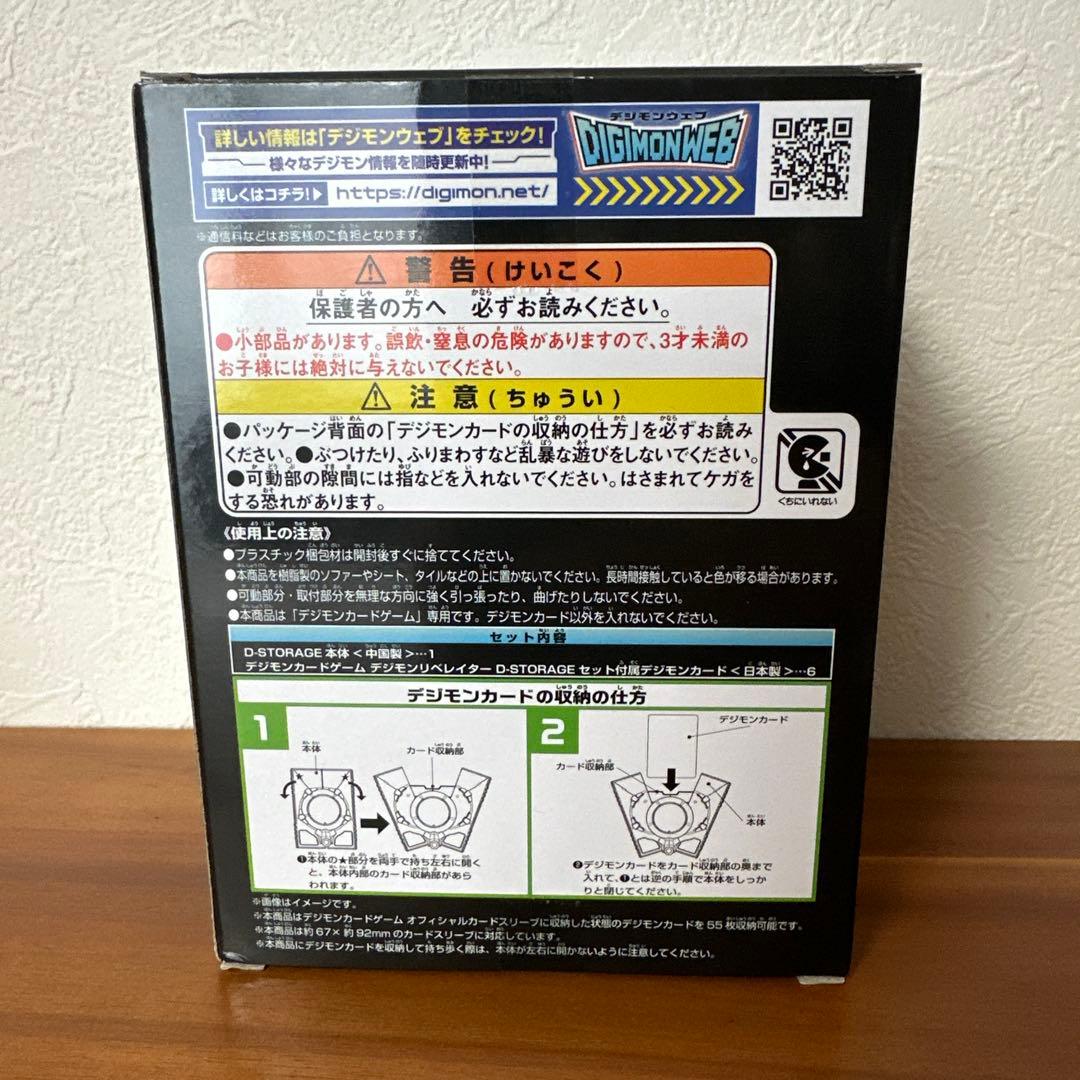 詳しい情報は「デジモンウェブ」をチェック!
様々なデジモン情報を随時更新中!
詳しくはコチラ!▶ https://digimon.net/
デジモンウェブ
DIGIMONWEB
※通信料などはお客様のご負担となります。
⚠ 警告(けいこく)
保護者の方へ 必ずお読みください。
●小部品があります。誤飲・窒息の危険がありますので、3才未満の
お子様には絶対に与えないでください。
⚠ 注意(ちゅうい)
●パッケージ背面の「デジモンカードの収納の仕方」を必ずお読み
ください。●ぶつけたり、ふりまわすなど乱暴な遊びをしないでください。
●可動部の隙間には指などを入れないでください。はさまれてケガを
する恐れがあります。
くちにいれない
《使用上の注意》
●プラスチック梱包材は開封後すぐに捨ててください。
●本商品を樹脂製のソファーやシート、タイルなどの上に置かないでください。長時間接触していると色が移る場合があります。
●可動部分・取付部分を無理な方向に強く引っ張ったり、曲げたりしないでください。
●本商品は「デジモンカードゲーム」専用です。デジモンカード以外を入れないでください。
セット内容
D-STORAGE 本体<中国製>…1
デジモンカードゲーム デジモンリベレイター D-STORAGE セット付属デジモンカード<日本製>…6
デジモンカードの収納の仕方
1
本体
カード収納部
❶本体の★部分を両手で持ち左右に開く
と、本体内部のカード収納部があら
われます。
2
デジモンカード
カード収納部
本体
❷デジモンカードをカード収納部の奥まで
入れて、❶とは逆の手順で本体をしっか
りと閉じてください。
※画像はイメージです。
※本商品はデジモンカードゲーム オフィシャルカードスリーブに収納した状態のデジモンカードを55枚収納可能です。
※本商品は約67×約92mmのカードスリーブに対応しています。
※本商品にデジモンカードを収納して持ち歩く際は、本体が左右に開かないように注意してください。